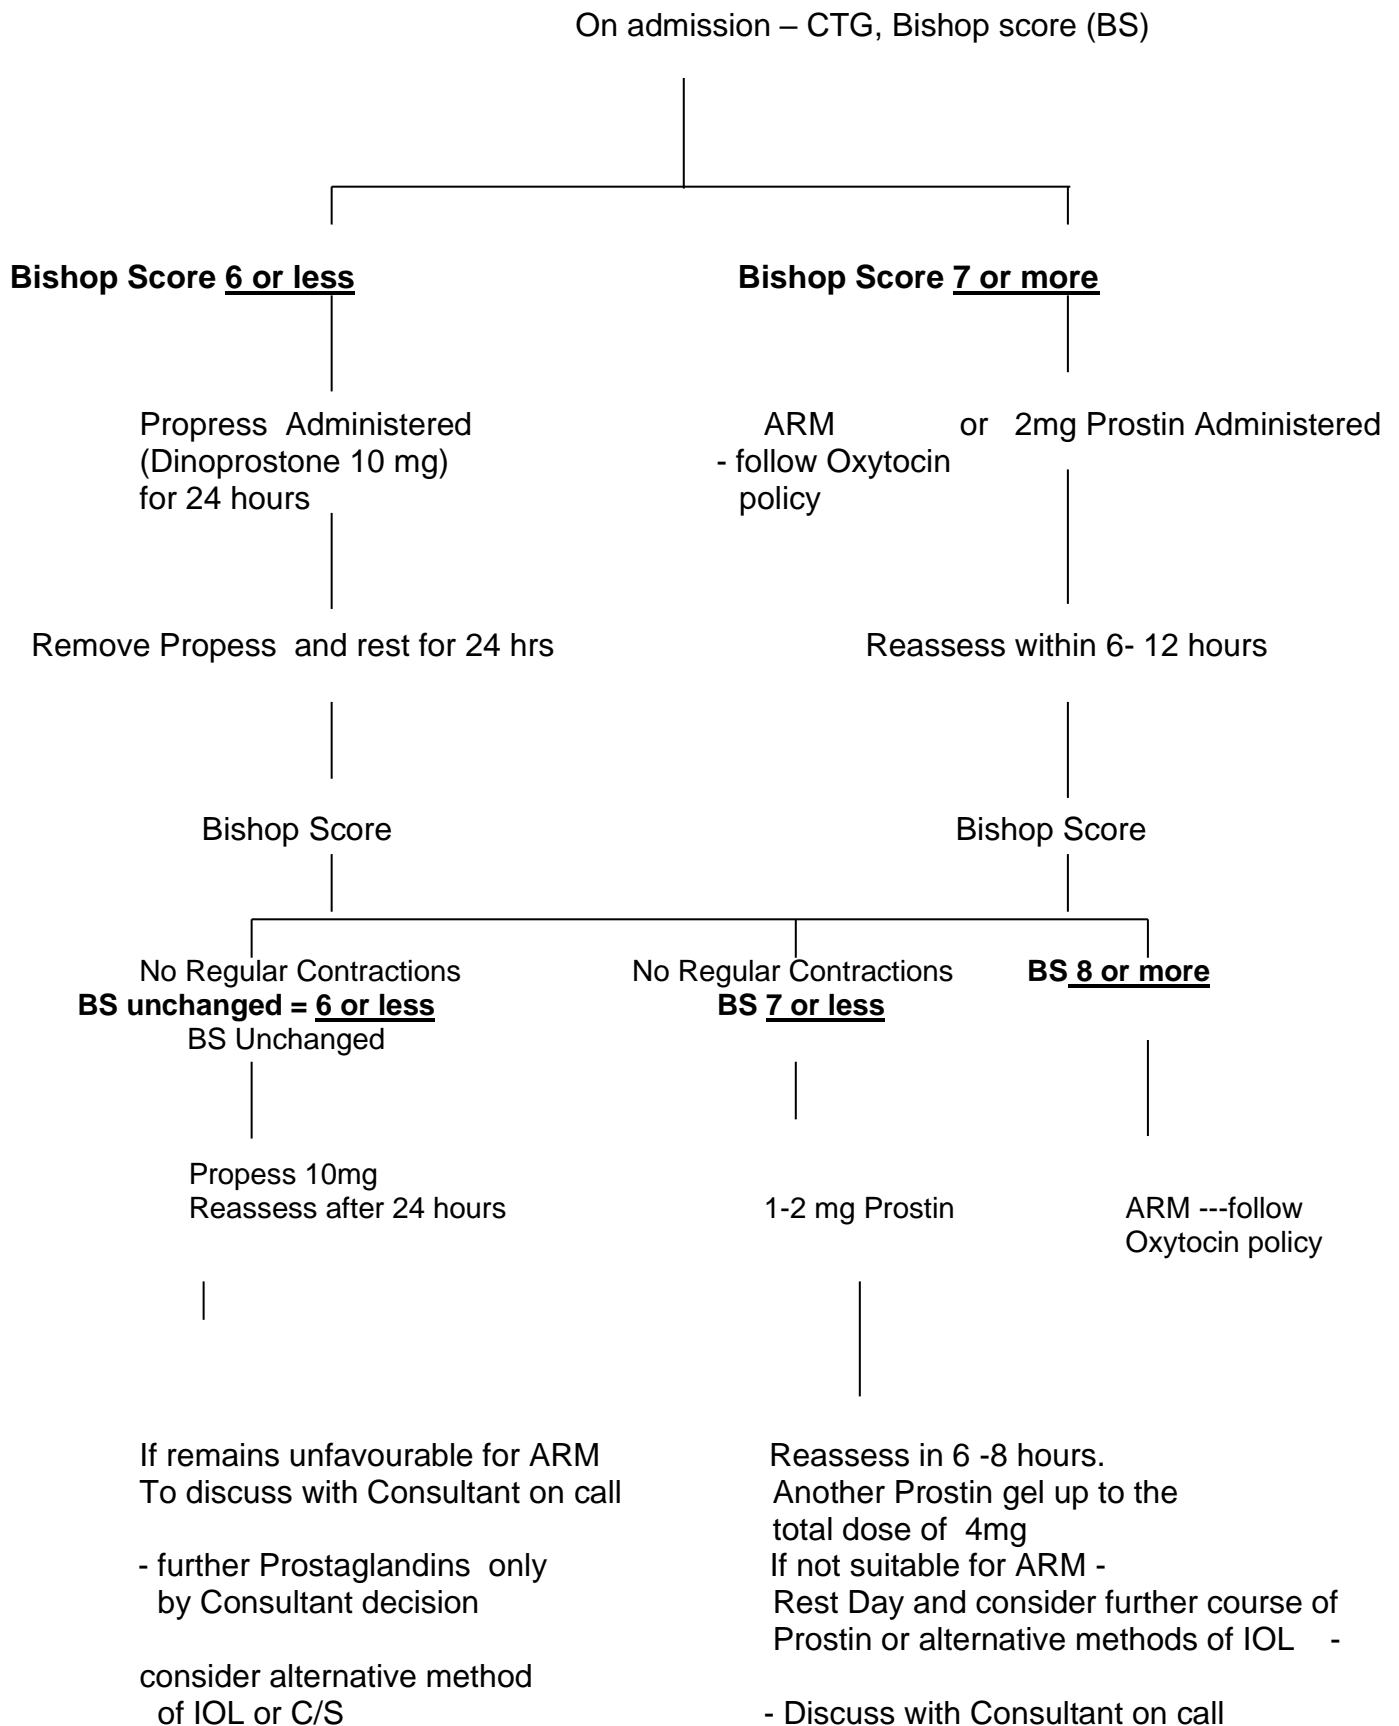 On admission – CTG, Bishop score (BS)
Bishop Score 6 or less
Bishop Score 7 or more
Propress  Administered
(Dinoprostone 10 mg)
for 24 hours
ARM
- follow Oxytocin
policy
or  2mg Prostin Administered
Remove Propess  and rest for 24 hrs
Reassess within 6- 12 hours
Bishop Score
Bishop Score
No Regular Contractions
BS unchanged = 6 or less
BS Unchanged
No Regular Contractions
BS 7 or less
BS 8 or more
Propess 10mg
Reassess after 24 hours
1-2 mg Prostin
ARM ---follow
Oxytocin policy
If remains unfavourable for ARM
To discuss with Consultant on call
- further Prostaglandins  only
by Consultant decision
consider alternative method
of IOL or C/S
Reassess in 6 -8 hours.
Another Prostin gel up to the
total dose of  4mg
If not suitable for ARM -
Rest Day and consider further course of
Prostin or alternative methods of IOL   -
- Discuss with Consultant on call